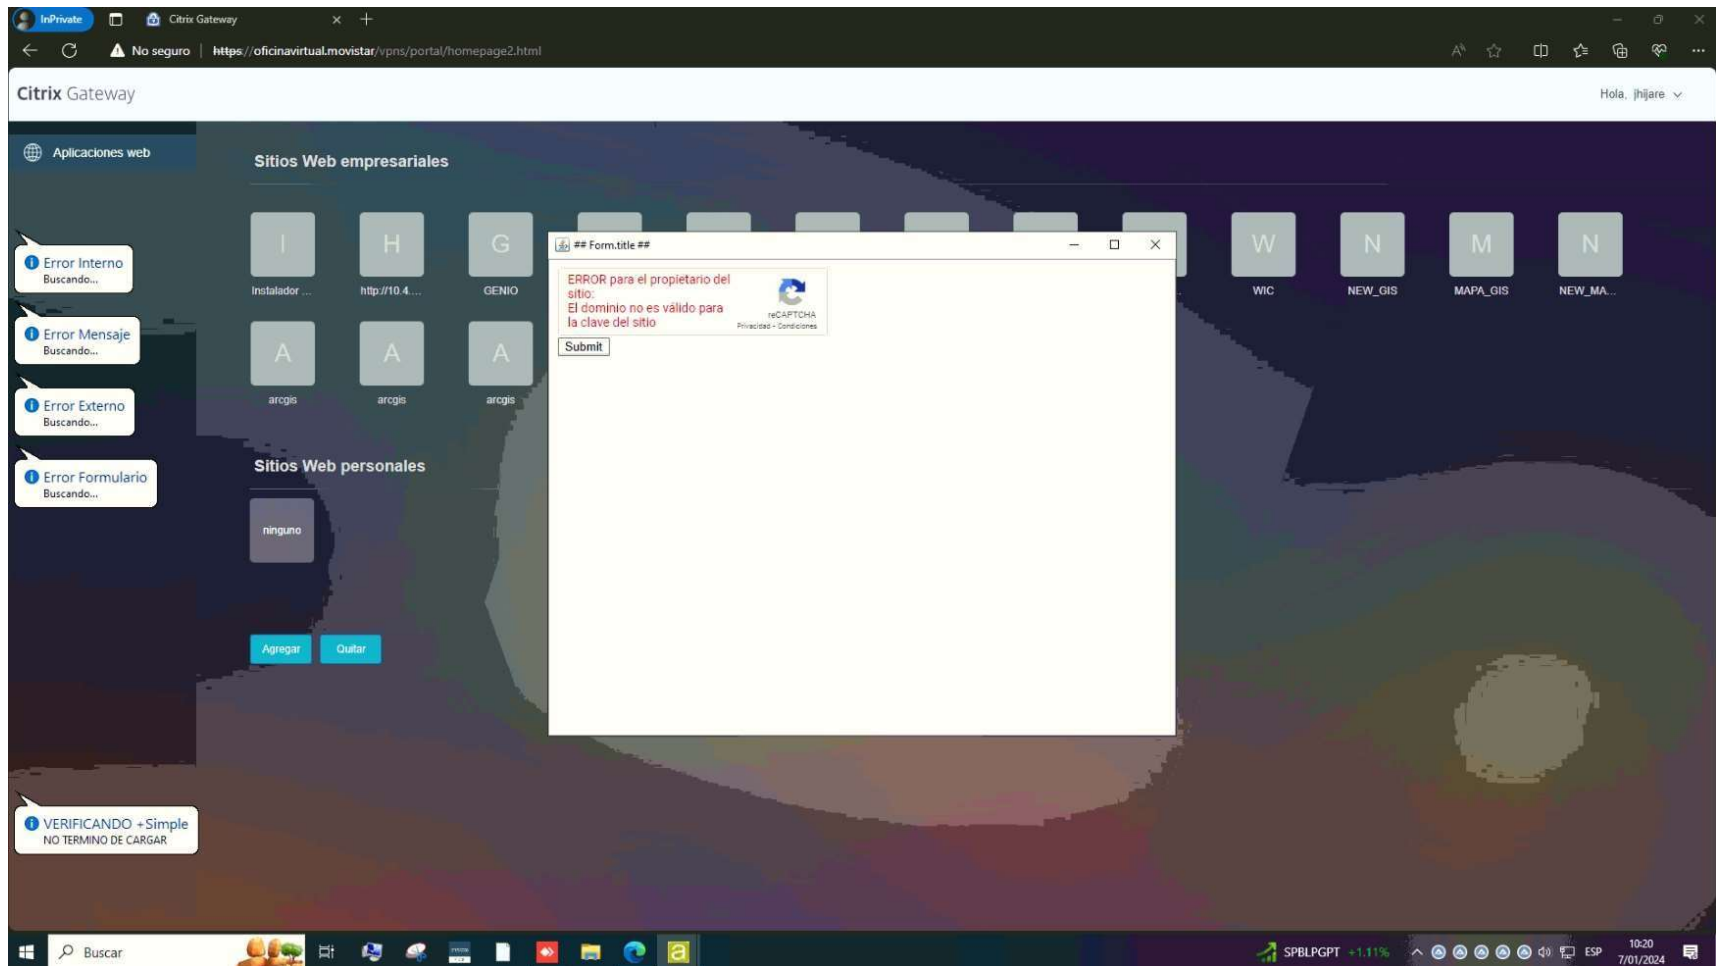 InPrivate
Citrix Gateway
No seguro
https://oficinavirtual.movistar/vpns/portal/homepage2.html
Citrix Gateway
Hola, jhijare
Aplicaciones web
Sitios Web empresariales
I
H
G
W
N
M
N
Instalador ...
http://10.4....
GENIO
WIC
NEW_GIS
MAPA_GIS
NEW_MA...
## Form.title ##
ERROR para el propietario del
sitio:
El dominio no es válido para
la clave del sitio
reCAPTCHA
Privacidad - Condiciones
Submit
Error Interno
Buscando...
Error Mensaje
Buscando...
A
A
A
arcgis
arcgis
arcgis
Error Externo
Buscando...
Error Formulario
Buscando...
Sitios Web personales
ninguno
Agregar
Quitar
VERIFICANDO +Simple
NO TERMINO DE CARGAR
Buscar
a
SPBLPGPT +1.11%
ESP
10:20
7/01/2024